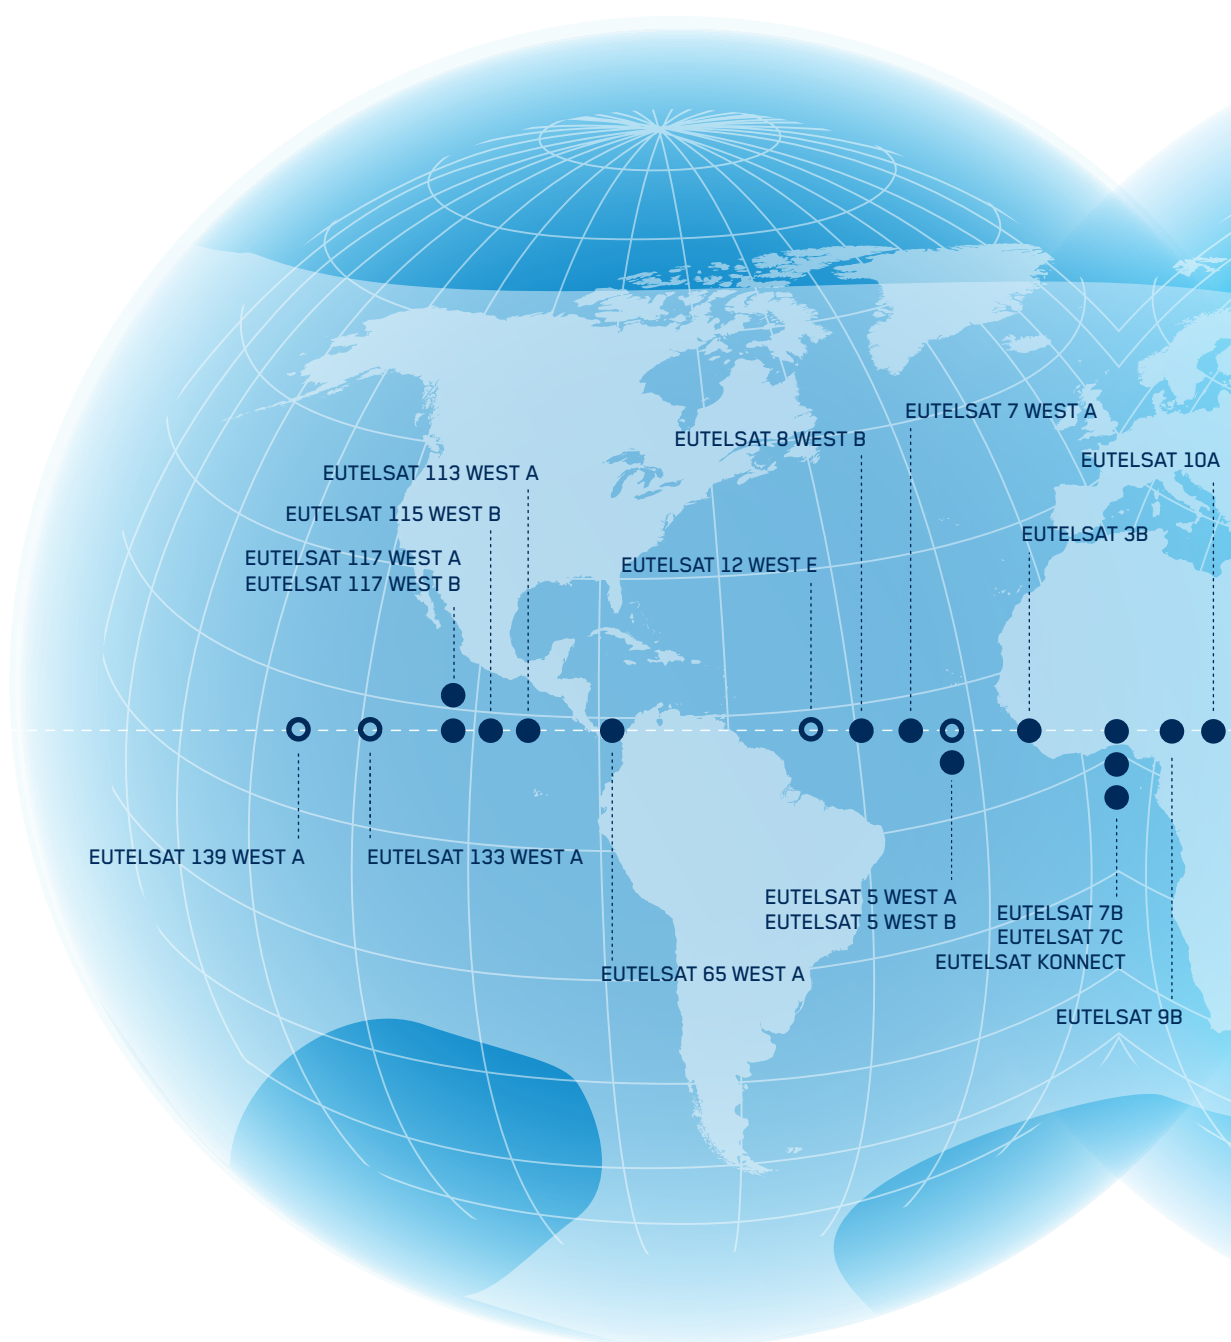 EUTELSAT 7 WEST A
EUTELSAT 8 WEST B
EUTELSAT 10A
EUTELSAT 113 WEST A
EUTELSAT 115 WEST B
EUTELSAT 3B
EUTELSAT 117 WEST A
EUTELSAT 117 WEST B
EUTELSAT 12 WEST E
EUTELSAT 139 WEST A
EUTELSAT 133 WEST A
EUTELSAT 5 WEST A
EUTELSAT 5 WEST B
EUTELSAT 7B
EUTELSAT 7C
EUTELSAT KONNECT
EUTELSAT 65 WEST A
EUTELSAT 9B